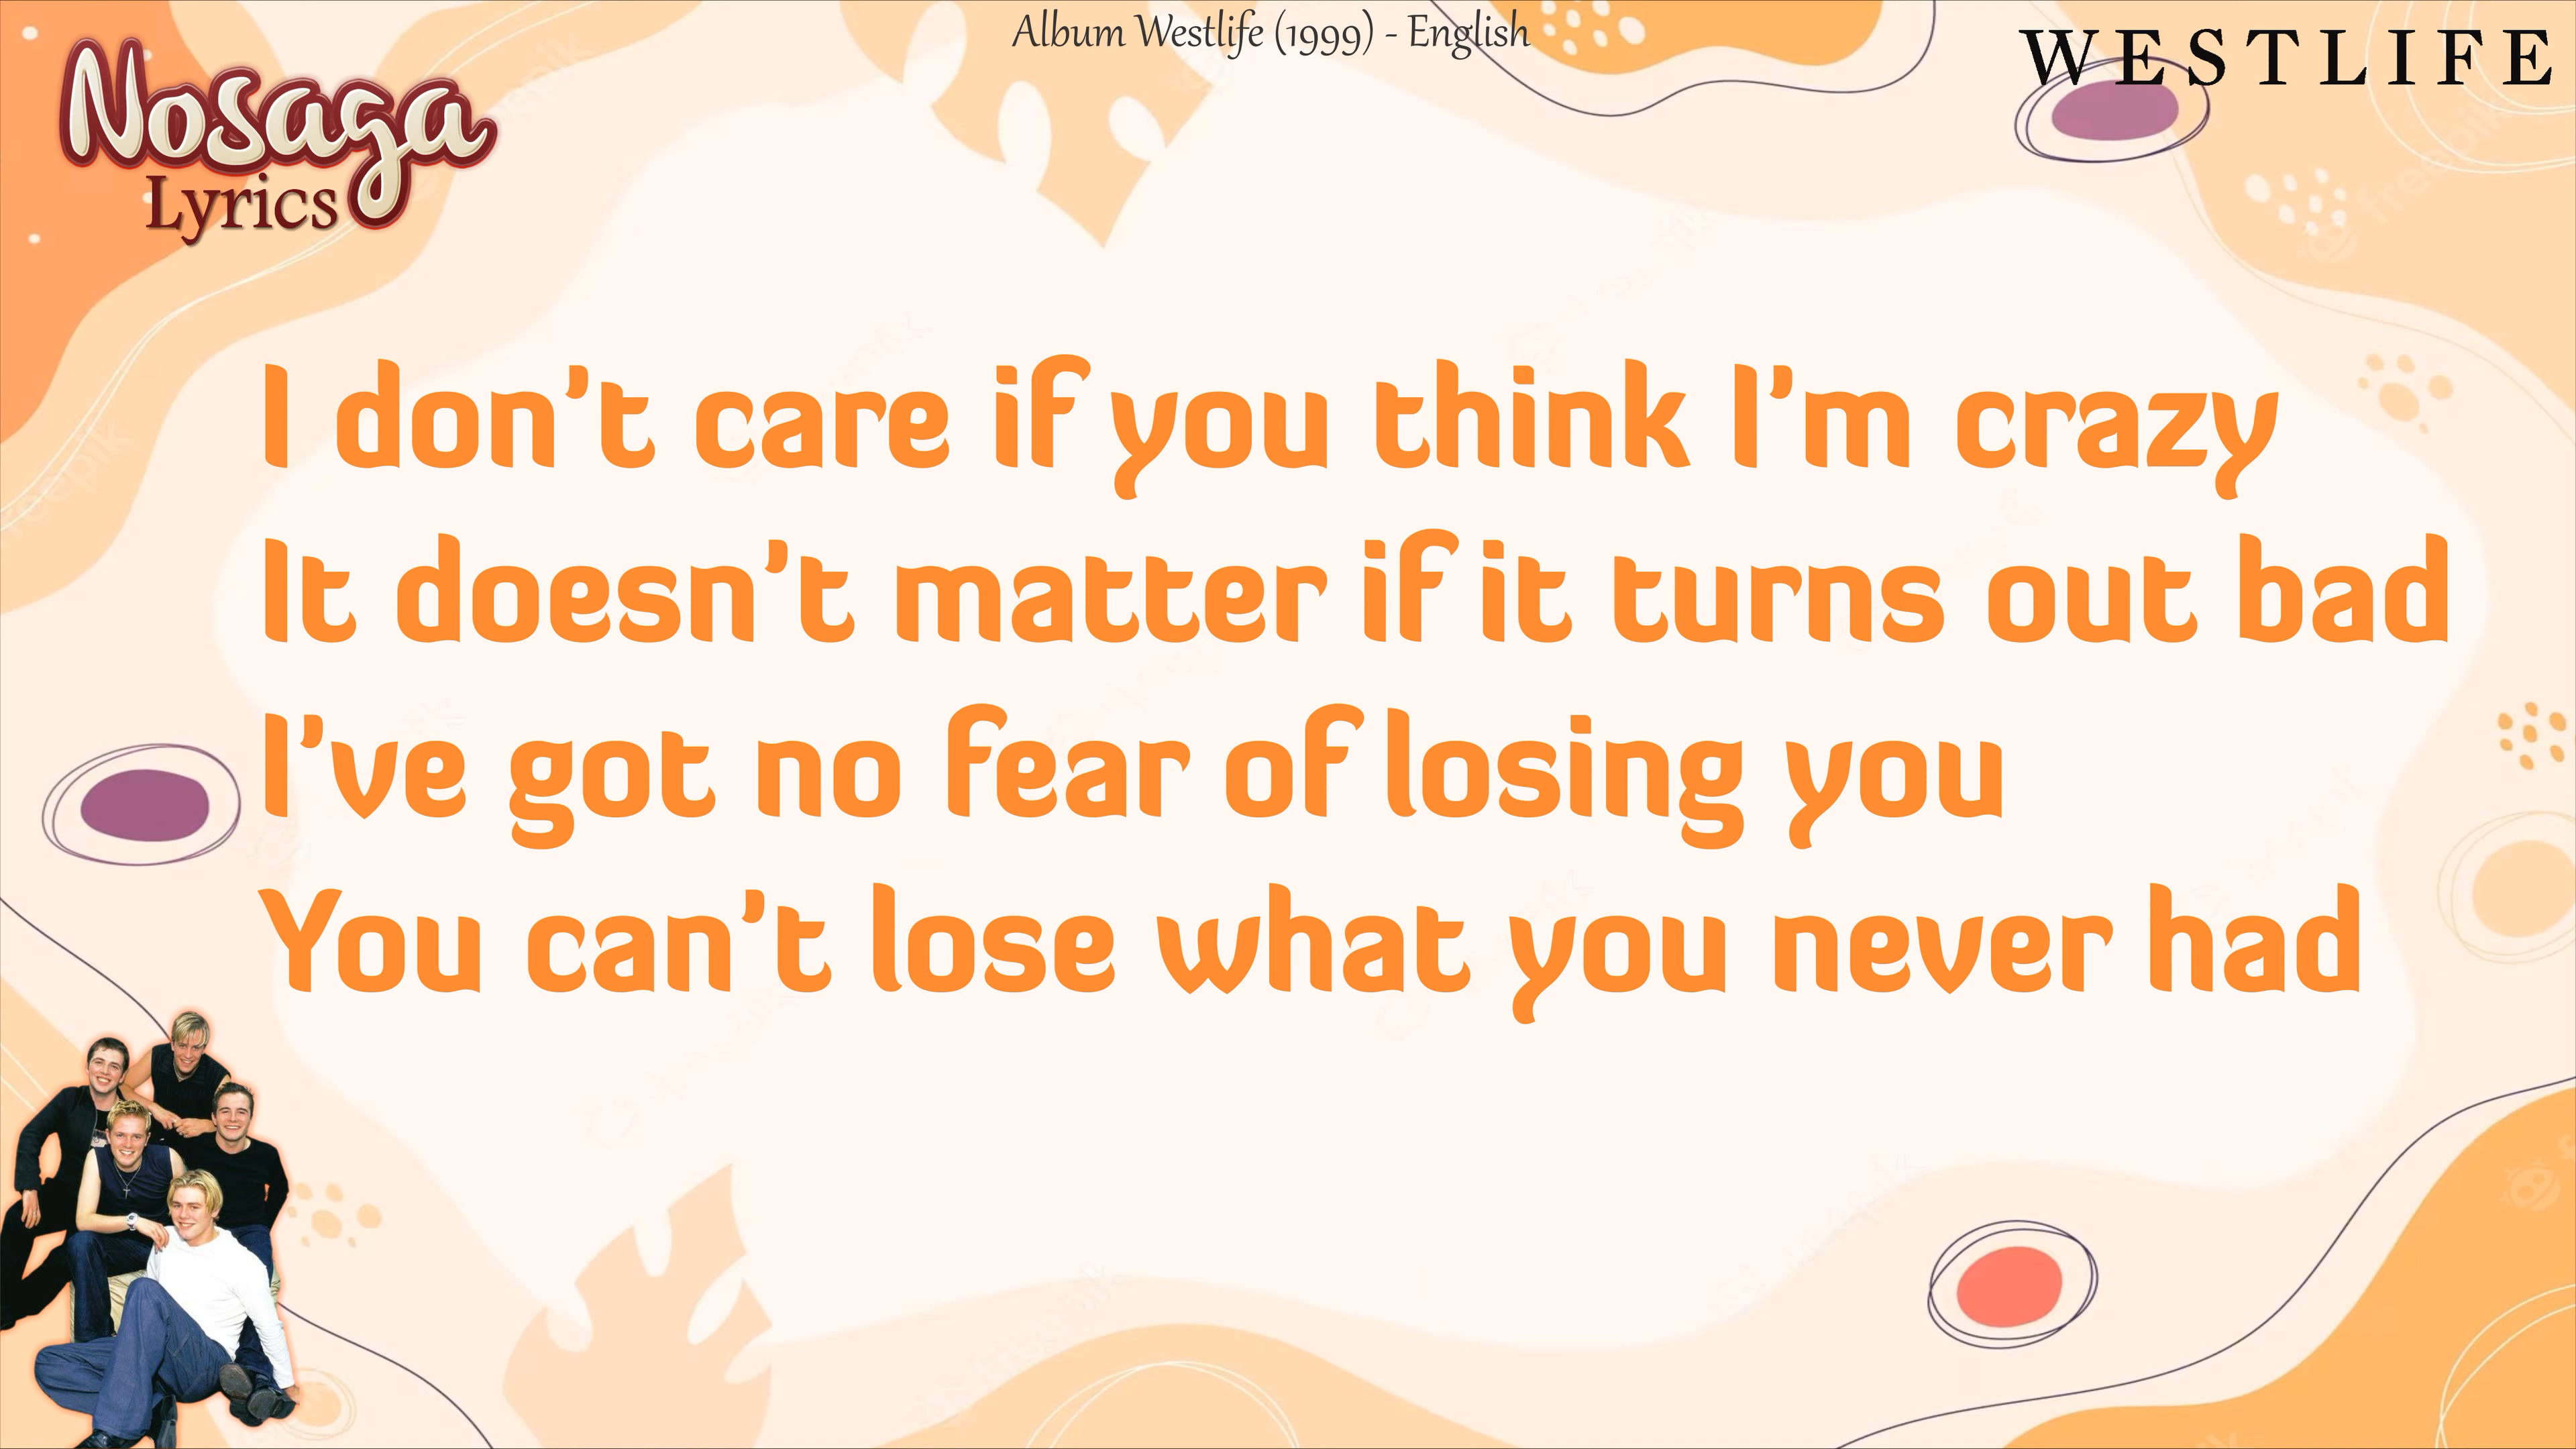 Album Westlife (1999) - English
Nosaga
Lyrics
WESTLIFE
I don't care if you think I'm crazy
It doesn't matter if it turns out bad
I've got no fear of losing you
You can't lose what you never had